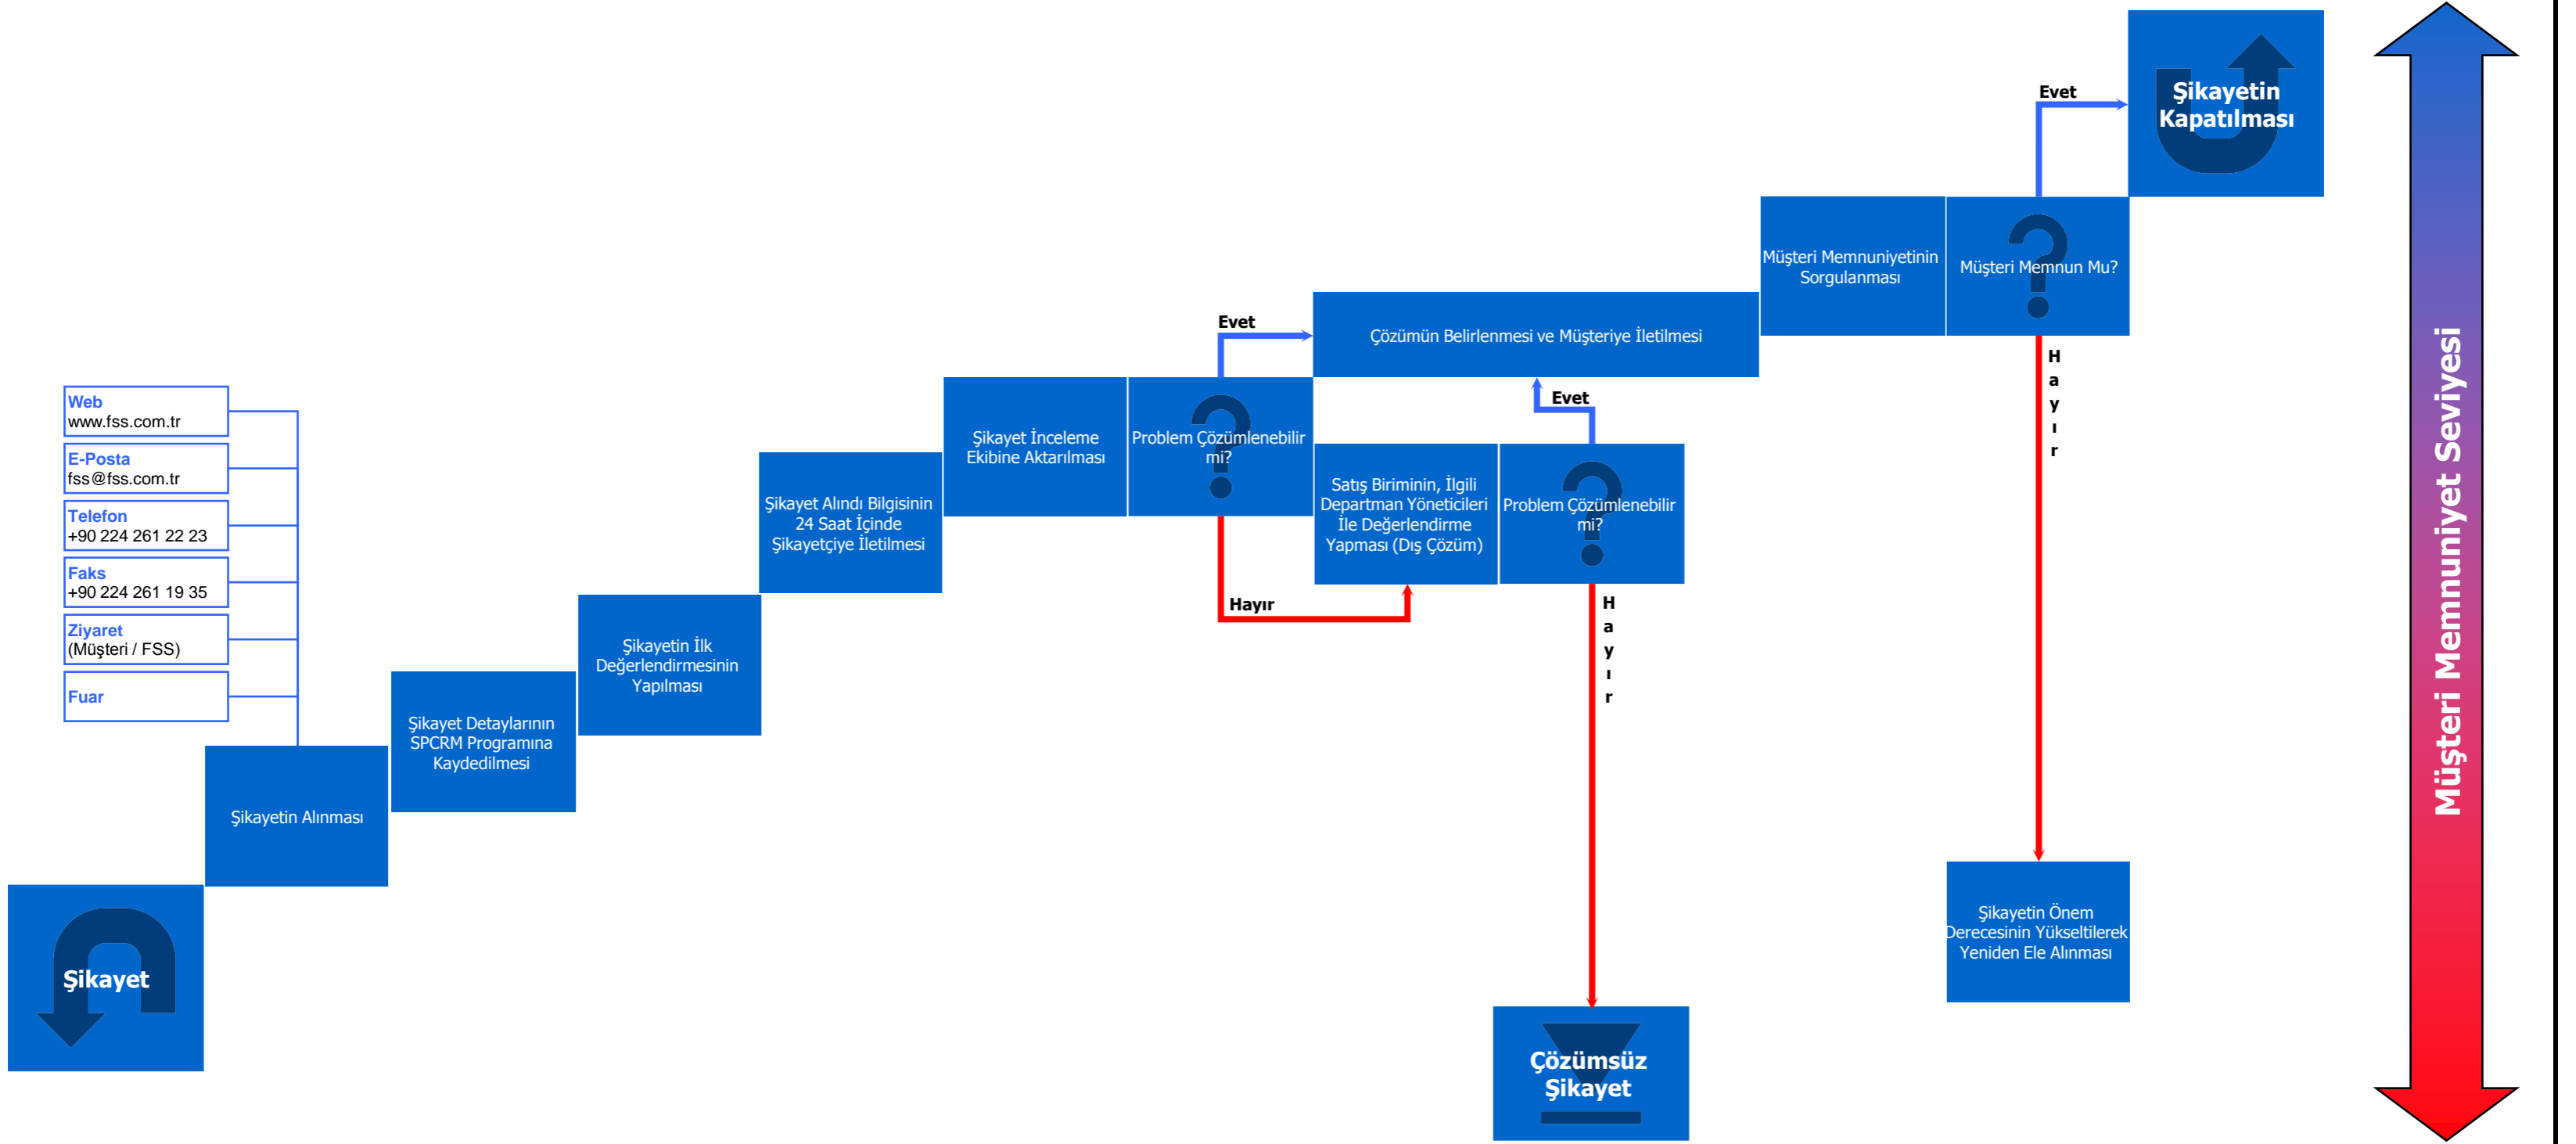 Web
www.fss.com.tr
E-Posta
fss@fss.com.tr
Telefon
+90 224 261 22 23
Faks
+90 224 261 19 35
Ziyaret
(Müşteri / FSS)
Fuar
Şikayet
Şikayetin Alınması
Şikayet Detaylarının
SPCRM Programına
Kaydedilmesi
Şikayetin İlk
Değerlendirmesinin
Yapılması
Şikayet Alındı Bilgisinin
24 Saat İçinde
Şikayetçiye İletilmesi
Şikayet İnceleme
Ekibine Aktarılması
Problem Çözümlenebilir
mi?
Evet
Hayır
Çözümün Belirlenmesi ve Müşteriye İletilmesi
Satış Biriminin, İlgili
Departman Yöneticileri
İle Değerlendirme
Yapması (Dış Çözüm)
Problem Çözümlenebilir
mi?
Evet
H
a
y
ı
r
Çözümsüz
Şikayet
Müşteri Memnuniyetinin
Sorgulanması
Müşteri Memnun Mu?
Evet
H
a
y
ı
r
Şikayetin Önem
Derecesinin Yükseltilerek
Yeniden Ele Alınması
Şikayetin
Kapatılması
Müşteri Memnuniyet Seviyesi